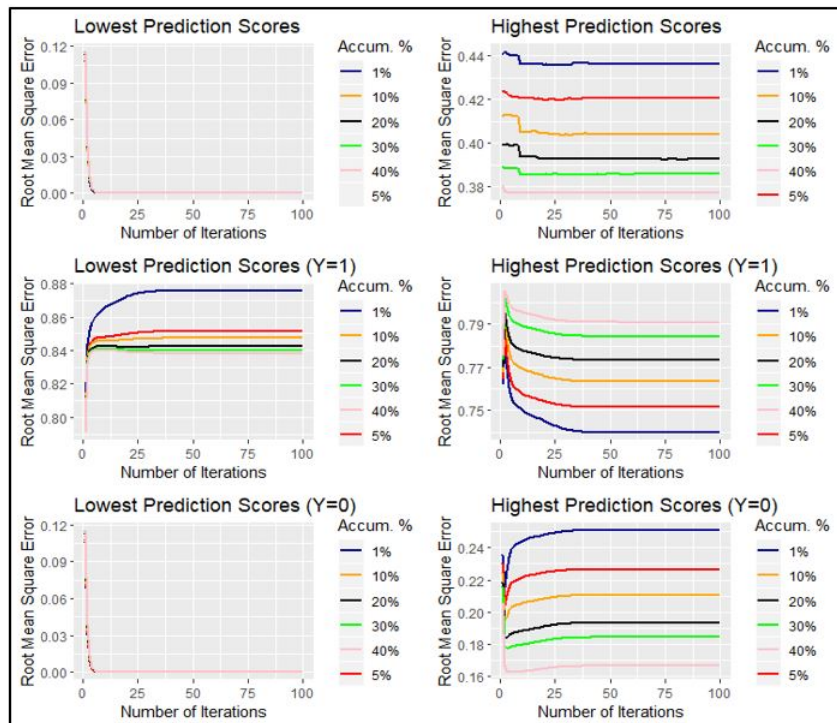 Lowest Prediction Scores
Root Mean Square Error
0.12
0.09
0.06
0.03
0.00
0 25 50 75 100
Number of Iterations
Accum. %
1%
10%
20%
30%
40%
5%
Highest Prediction Scores
Root Mean Square Error
0.44
0.42
0.40
0.38
0 25 50 75 100
Number of Iterations
Accum. %
1%
10%
20%
30%
40%
5%
Lowest Prediction Scores (Y=1)
Root Mean Square Error
0.88
0.86
0.84
0.82
0.80
0 25 50 75 100
Number of Iterations
Accum. %
1%
10%
20%
30%
40%
5%
Highest Prediction Scores (Y=1)
Root Mean Square Error
0.79
0.77
0.75
0 25 50 75 100
Number of Iterations
Accum. %
1%
10%
20%
30%
40%
5%
Lowest Prediction Scores (Y=0)
Root Mean Square Error
0.12
0.09
0.06
0.03
0.00
0 25 50 75 100
Number of Iterations
Accum. %
1%
10%
20%
30%
40%
5%
Highest Prediction Scores (Y=0)
Root Mean Square Error
0.24
0.22
0.20
0.18
0.16
0 25 50 75 100
Number of Iterations
Accum. %
1%
10%
20%
30%
40%
5%